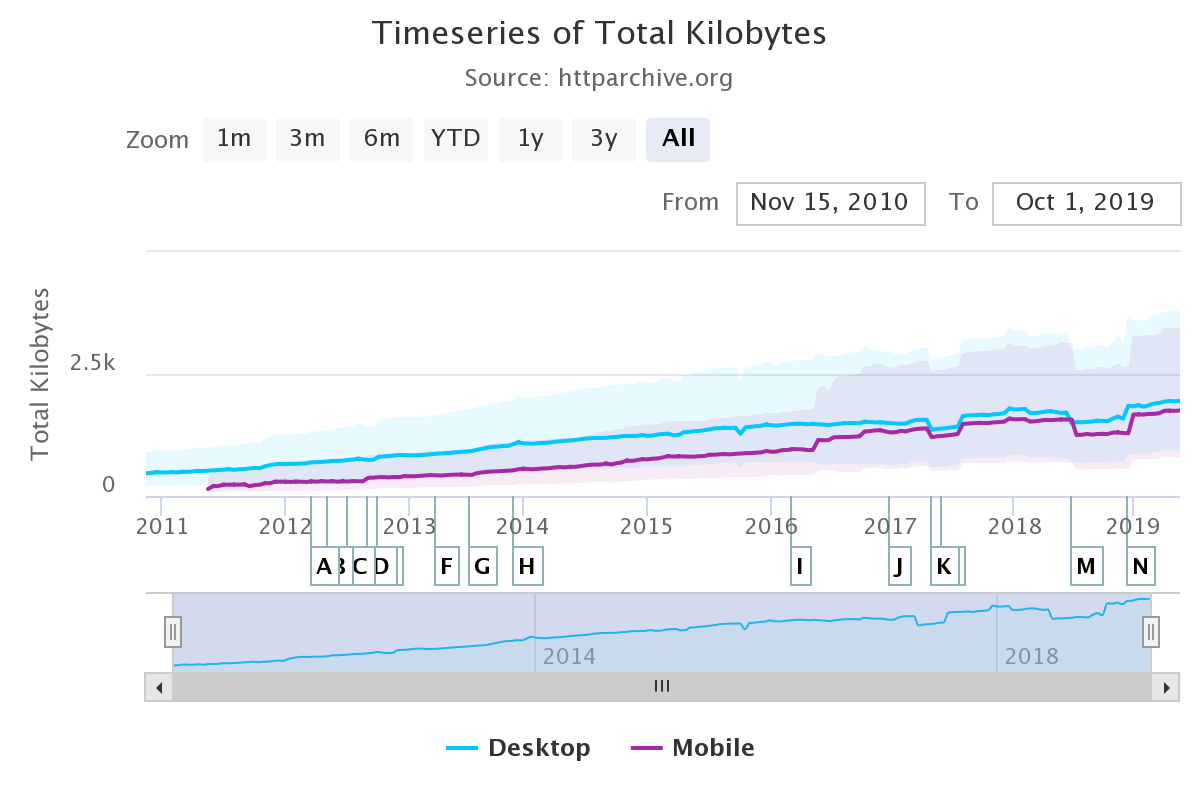 Timeseries of Total Kilobytes
Source: httparchive.org
Zoom 1m 3m 6m YTD 1y 3y All
From Nov 15, 2010 To Oct 1, 2019
Total Kilobytes
2.5k
0
2011 2012 2013 2014 2015 2016 2017 2018 2019
A B C D F G H I J K M N
2014 2018
Desktop Mobile